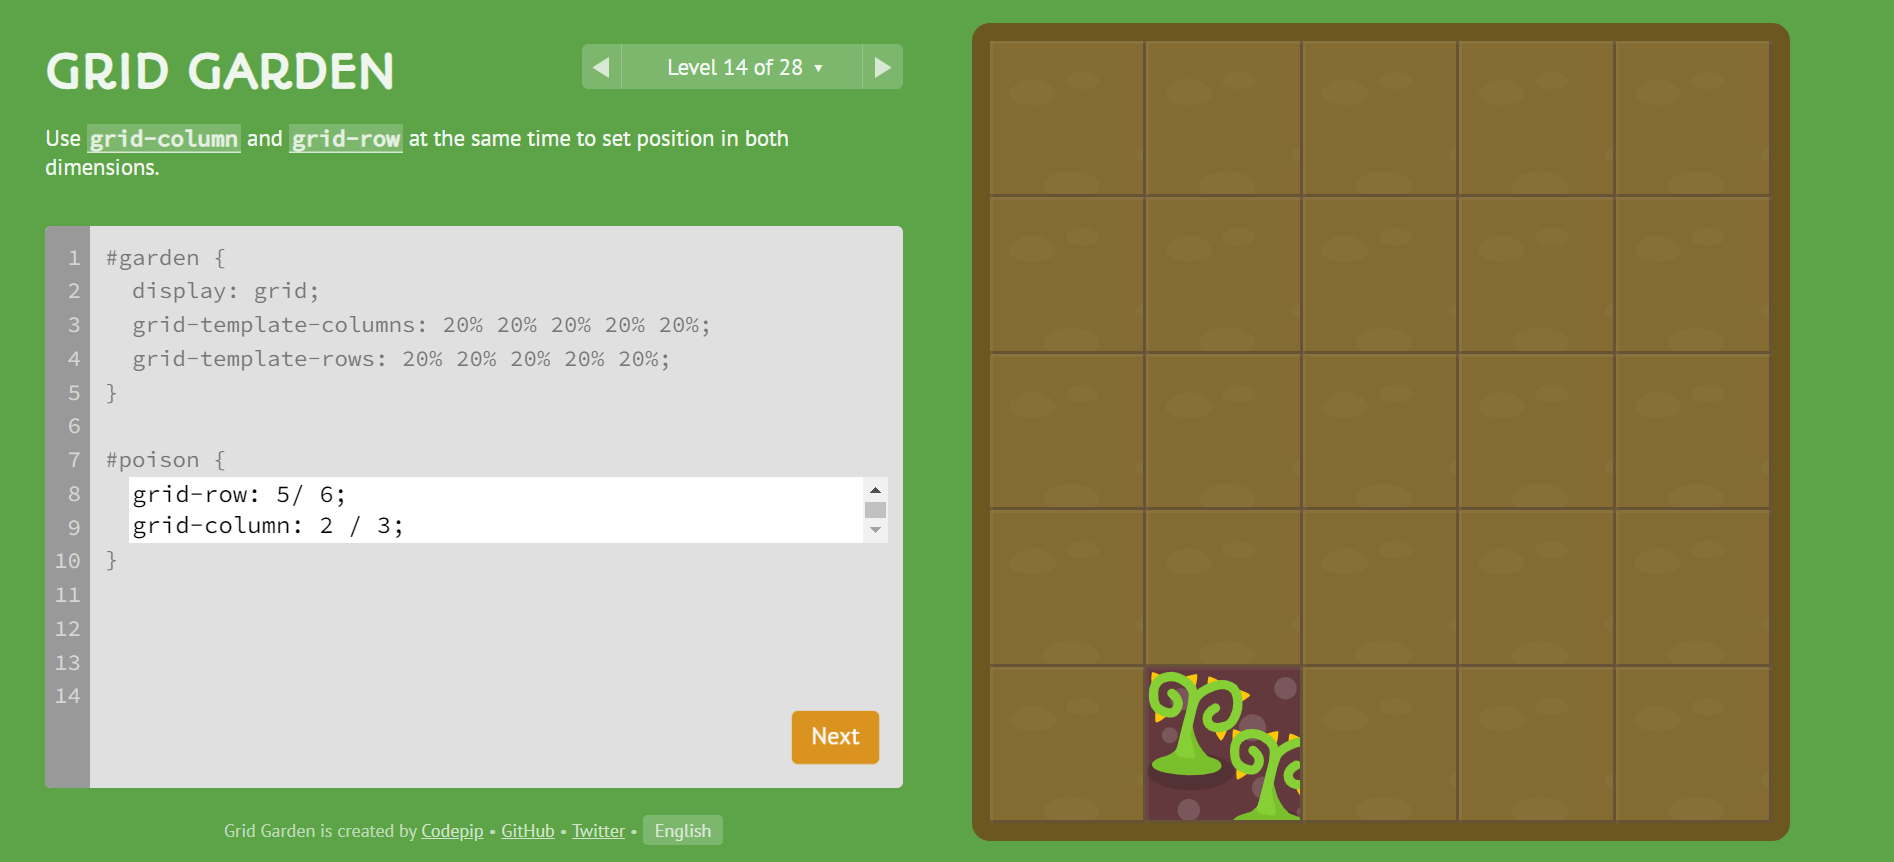 GRID GARDEN
Level 14 of 28
Use grid-column and grid-row at the same time to set position in both
dimensions.
1 #garden {
2   display: grid;
3   grid-template-columns: 20% 20% 20% 20% 20%;
4   grid-template-rows: 20% 20% 20% 20% 20%;
5 }
6
7 #poison {
8   grid-row: 5/ 6;
9   grid-column: 2 / 3;
10 }
11
12
13
14
Next
Grid Garden is created by Codepip • GitHub • Twitter • English